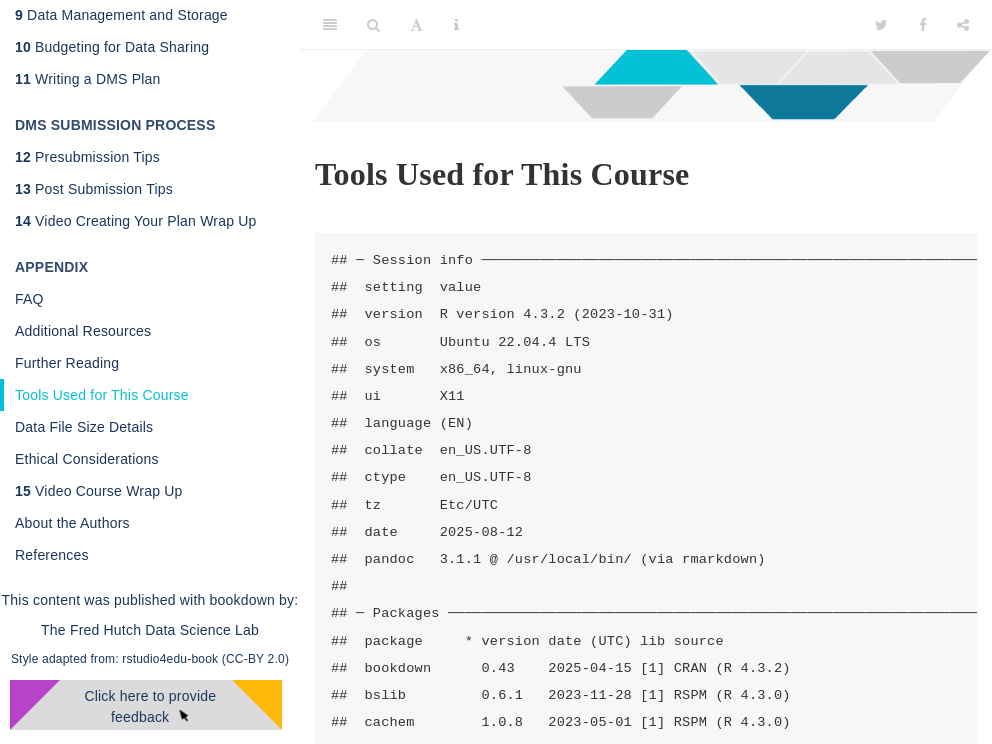 9 Data Management and Storage
10 Budgeting for Data Sharing
11 Writing a DMS Plan
DMS SUBMISSION PROCESS
12 Presubmission Tips
13 Post Submission Tips
14 Video Creating Your Plan Wrap Up
APPENDIX
FAQ
Additional Resources
Further Reading
Tools Used for This Course
Data File Size Details
Ethical Considerations
15 Video Course Wrap Up
About the Authors
References
This content was published with bookdown by:
The Fred Hutch Data Science Lab
Style adapted from: rstudio4edu-book (CC-BY 2.0)
Click here to provide
feedback
Tools Used for This Course
## ─ Session info ────────────────────────────────────────────────────────────
##  setting  value
##  version  R version 4.3.2 (2023-10-31)
##  os       Ubuntu 22.04.4 LTS
##  system   x86_64, linux-gnu
##  ui       X11
##  language (EN)
##  collate  en_US.UTF-8
##  ctype    en_US.UTF-8
##  tz       Etc/UTC
##  date     2025-08-12
##  pandoc   3.1.1 @ /usr/local/bin/ (via rmarkdown)
##
## ─ Packages ────────────────────────────────────────────────────────────────
##  package     * version date (UTC) lib source
##  bookdown      0.43    2025-04-15 [1] CRAN (R 4.3.2)
##  bslib         0.6.1   2023-11-28 [1] RSPM (R 4.3.0)
##  cachem        1.0.8   2023-05-01 [1] RSPM (R 4.3.0)